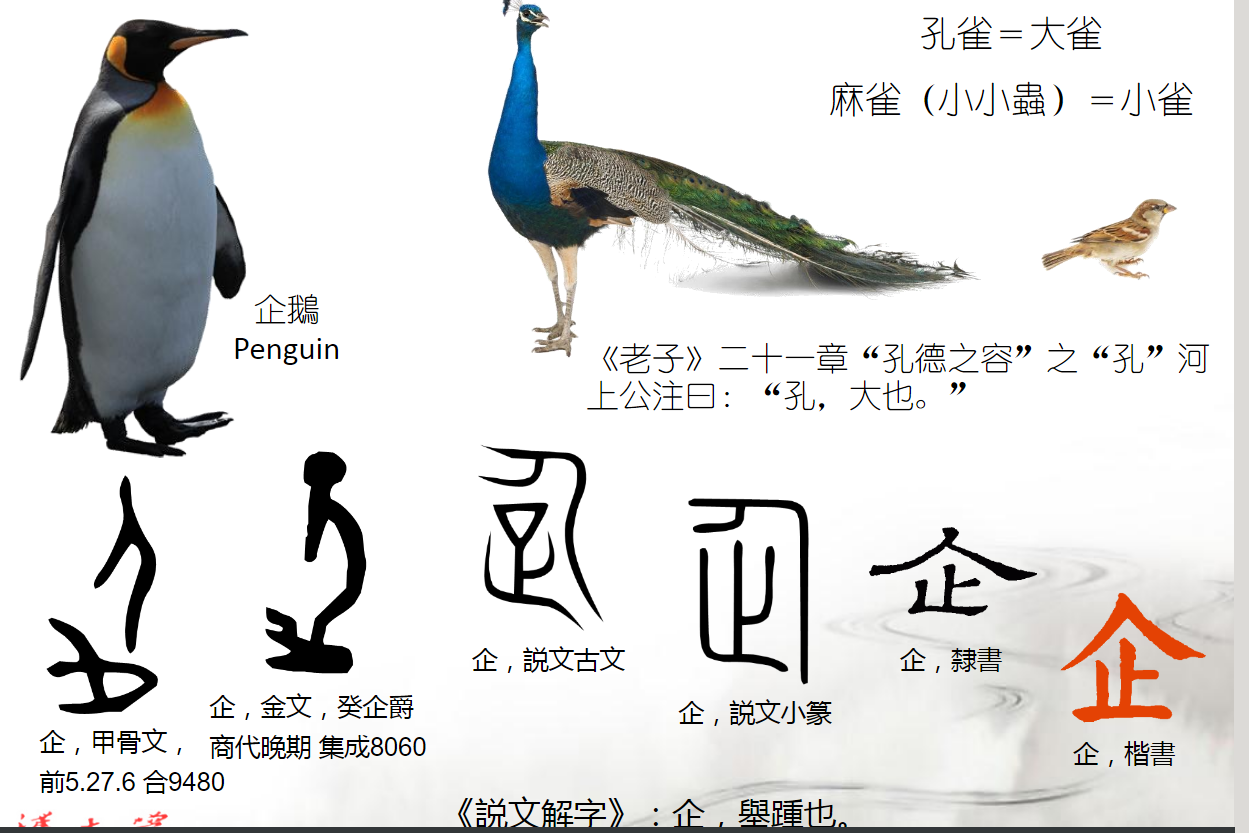 孔雀＝大雀
麻雀（小小蟲）＝小雀
企鵝
Penguin
《老子》二十一章“孔德之容”之“孔”河
上公注曰：“孔，大也。”
企，甲骨文，
前5.27.6 合9480
企，金文，癸企爵
商代晚期 集成8060
企，説文古文
企，説文小篆
企
企，隸書
企
企，楷書
《説文解字》：企，舉踵也。